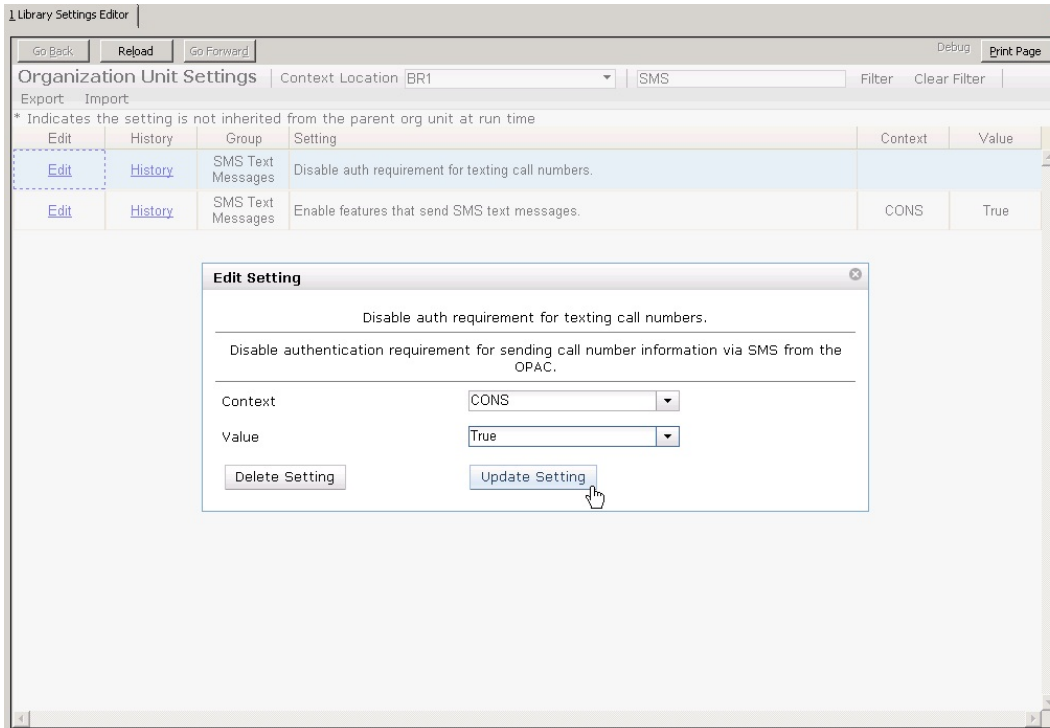 1 Library Settings Editor
Go Back Reload Go Forward Debug Print Page
Organization Unit Settings Context Location BR1 SMS Filter Clear Filter
Export Import
* Indicates the setting is not inherited from the parent org unit at run time
Edit History Group Setting Context Value
Edit History SMS Text Messages Disable auth requirement for texting call numbers.
Edit History SMS Text Messages Enable features that send SMS text messages. CONS True
Edit Setting
Disable auth requirement for texting call numbers.
Disable authentication requirement for sending call number information via SMS from the
OPAC.
Context CONS
Value True
Delete Setting Update Setting